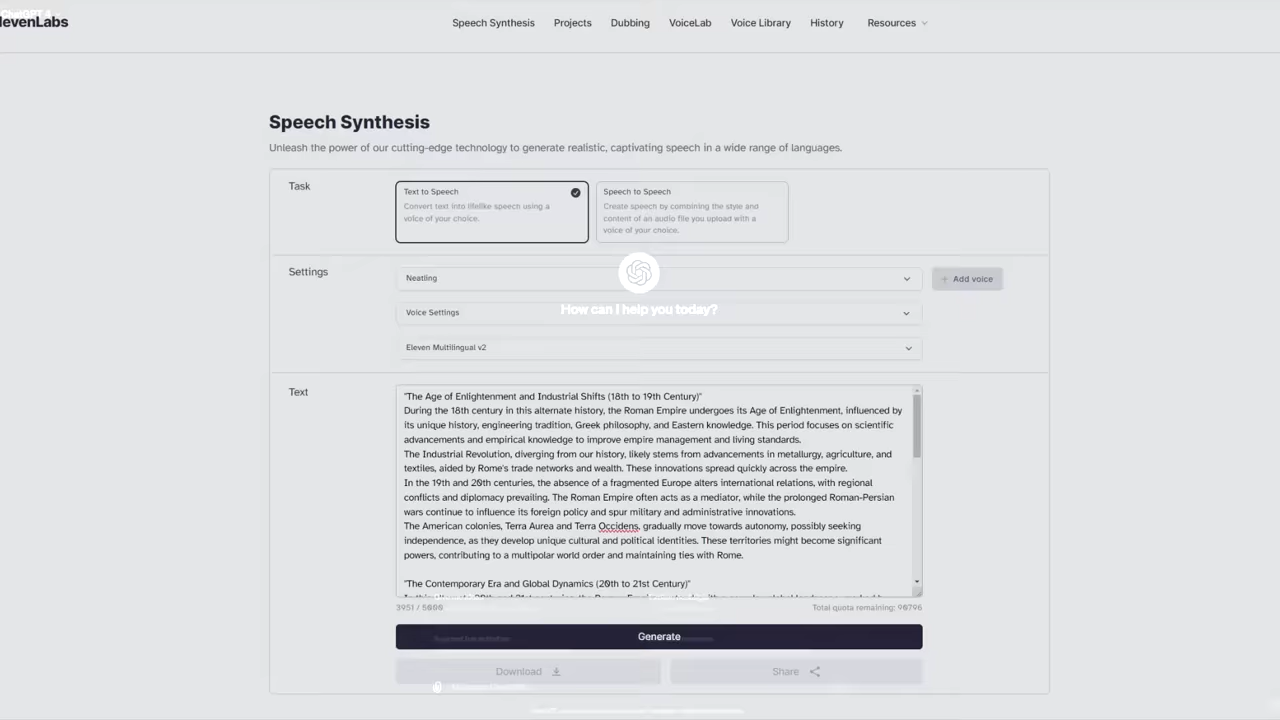 levenLabs
Speech Synthesis Projects Dubbing VoiceLab Voice Library History Resources
Speech Synthesis
Unleash the power of our cutting-edge technology to generate realistic, captivating speech in a wide range of languages.
Task
Text to Speech
Convert text into lifelike speech using a
voice of your choice.
Speech to Speech
Create speech by combining the style and
content of an audio file you upload with a
voice of your choice.
Settings
Neatling
+ Add voice
Voice Settings
How can I help you today?
Eleven Multilingual v2
Text
"The Age of Enlightenment and Industrial Shifts (18th to 19th Century)"
During the 18th century in this alternate history, the Roman Empire undergoes its Age of Enlightenment, influenced by
its unique history, engineering tradition, Greek philosophy, and Eastern knowledge. This period focuses on scientific
advancements and empirical knowledge to improve empire management and living standards.
The Industrial Revolution, diverging from our history, likely stems from advancements in metallurgy, agriculture, and
textiles, aided by Rome's trade networks and wealth. These innovations spread quickly across the empire.
In the 19th and 20th centuries, the absence of a fragmented Europe alters international relations, with regional
conflicts and diplomacy prevailing. The Roman Empire often acts as a mediator, while the prolonged Roman-Persian
wars continue to influence its foreign policy and spur military and administrative innovations.
The American colonies, Terra Aurea and Terra Occidens, gradually move towards autonomy, possibly seeking
independence, as they develop unique cultural and political identities. These territories might become significant
powers, contributing to a multipolar world order and maintaining ties with Rome.
"The Contemporary Era and Global Dynamics (20th to 21st Century)"
3951 / 5000
Total quota remaining: 90796
Generate
Download
Share